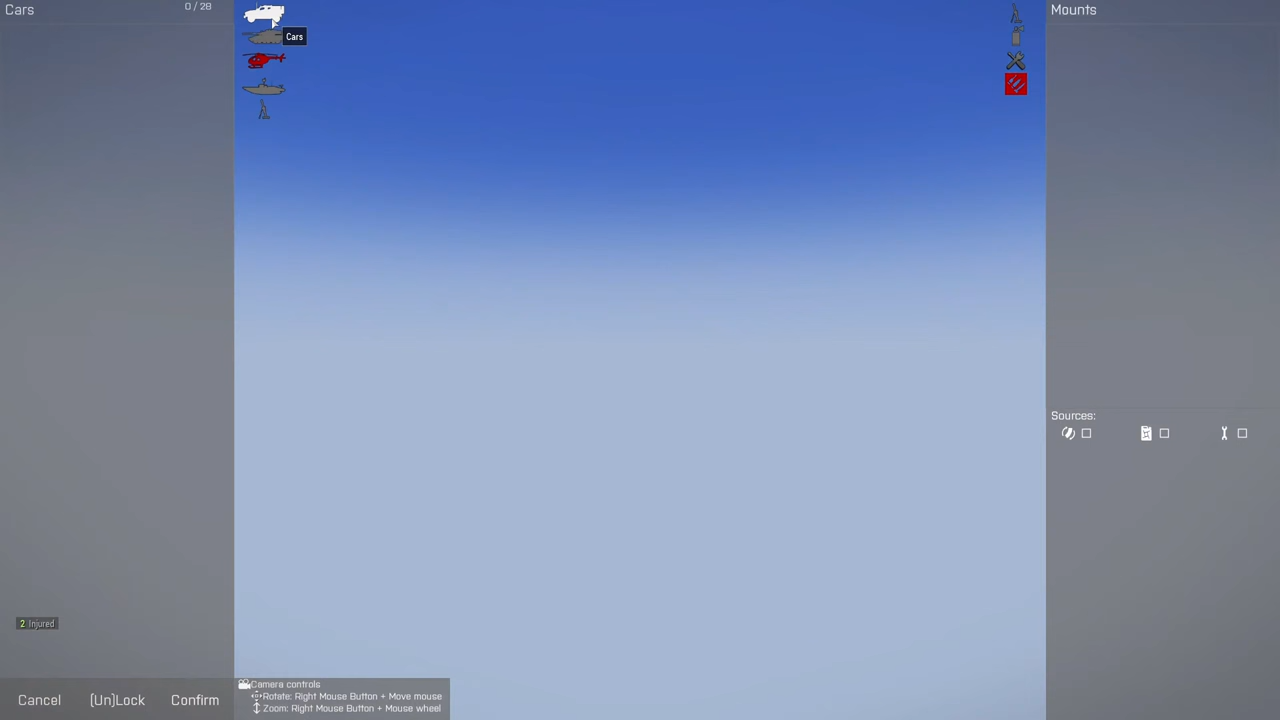 Cars
0 / 28
Cars
Mounts
Sources:
2 Injured
Cancel
(Un)Lock
Confirm
Camera controls
Rotate: Right Mouse Button + Move mouse
Zoom: Right Mouse Button + Mouse wheel